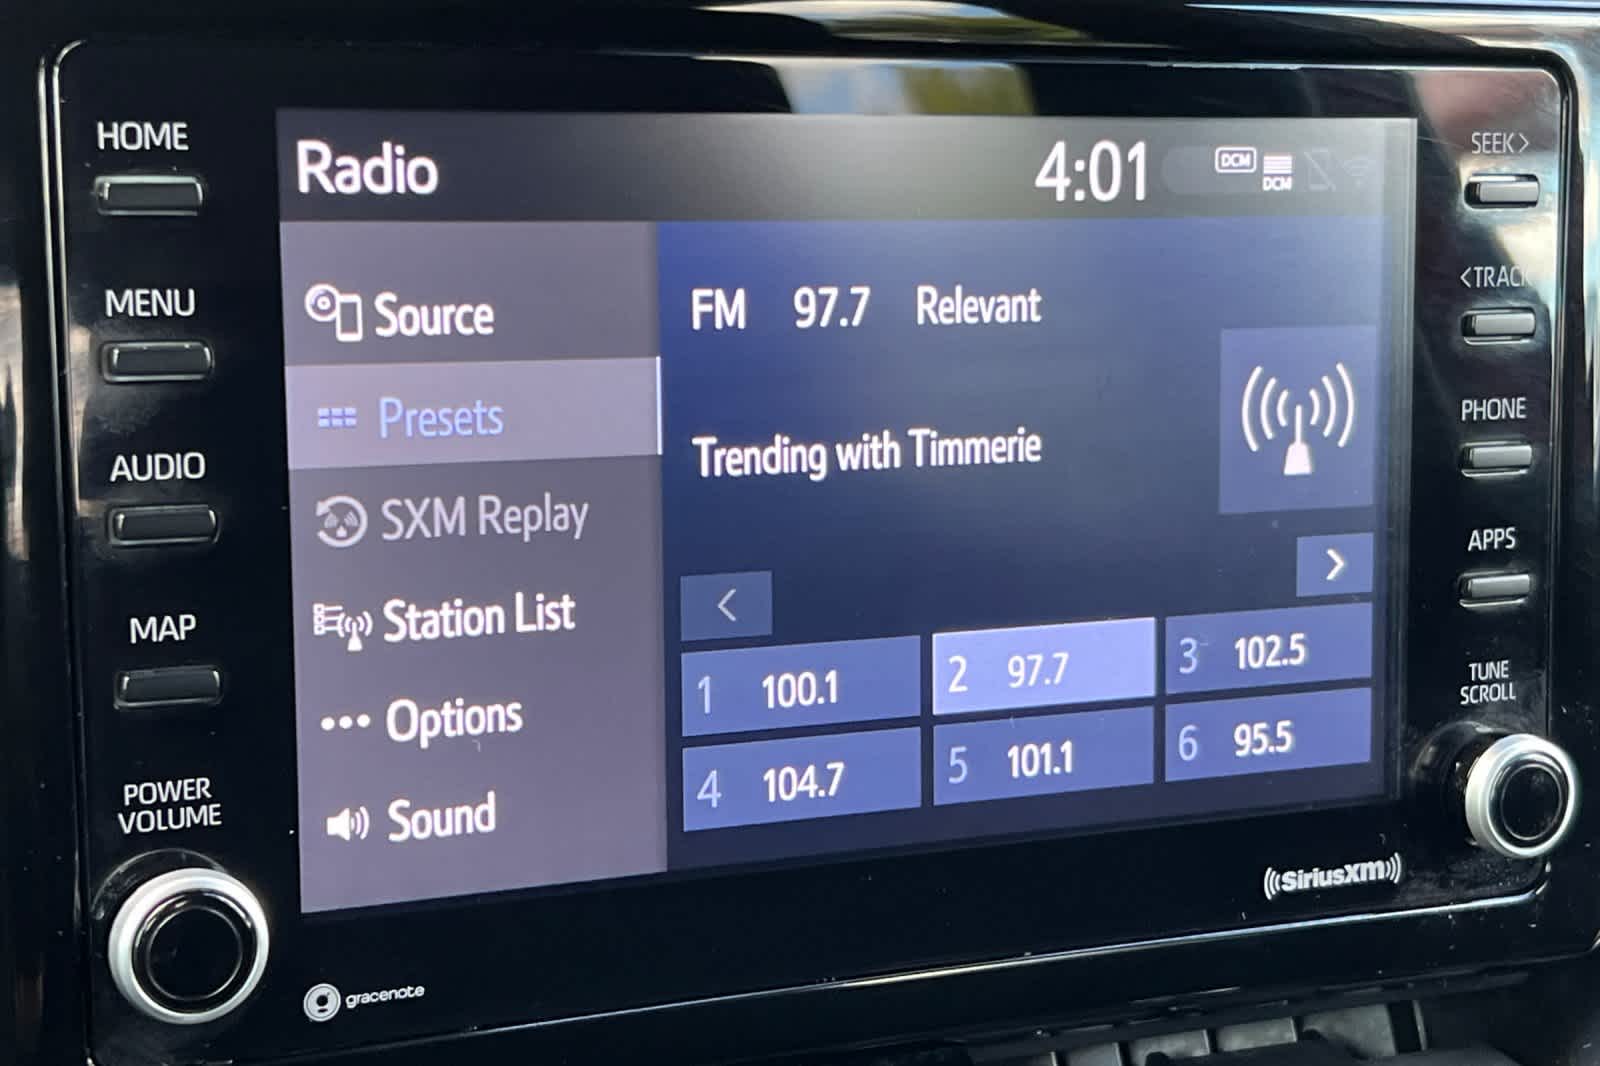 HOME
MENU
AUDIO
MAP
POWER
VOLUME
Radio
4:01
DCM
DCM
Source
Presets
SXM Replay
Station List
Options
Sound
FM 97.7 Relevant
Trending with Timmerie
<
>
1 100.1
2 97.7
3 102.5
4 104.7
5 101.1
6 95.5
SEEK>
<TRACK
PHONE
APPS
TUNE
SCROLL
((SiriusXM))
gracenote